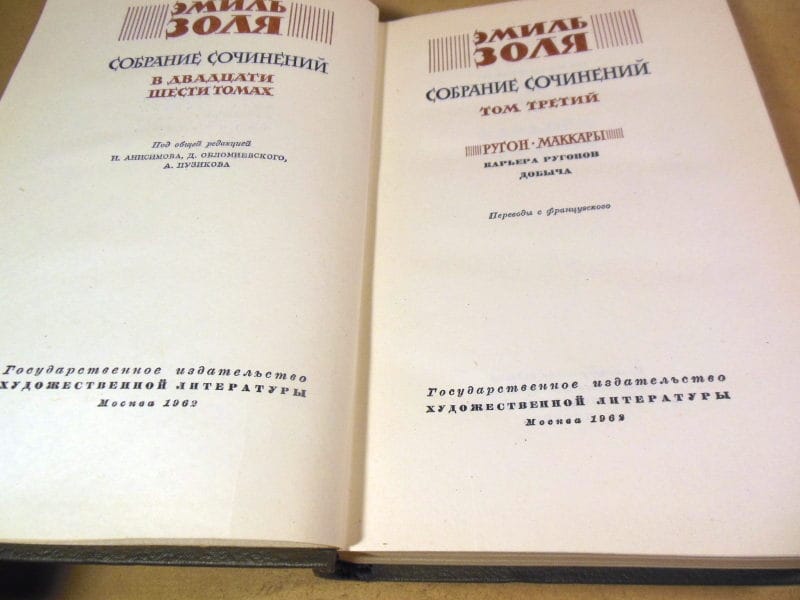 ЭМИЛЬ
ЗОЛЯ
СОБРАНИЕ СОЧИНЕНИЙ
В ДВАДЦАТИ
ШЕСТИ ТОМАХ
Под общей редакцией
И. АНИСИМОВА, Д. ОБЛОМИЕВСКОГО,
А. ПУЗИКОВА
Государственное издательство
ХУДОЖЕСТВЕННОЙ ЛИТЕРАТУРЫ
Москва 1962
ЭМИЛЬ
ЗОЛЯ
СОБРАНИЕ СОЧИНЕНИЙ
ТОМ ТРЕТИЙ
РУГОН · МАККАРЫ
КАРЬЕРА РУГОНОВ
ДОБЫЧА
Переводы с французского
Государственное издательство
ХУДОЖЕСТВЕННОЙ ЛИТЕРАТУРЫ
Москва 1962